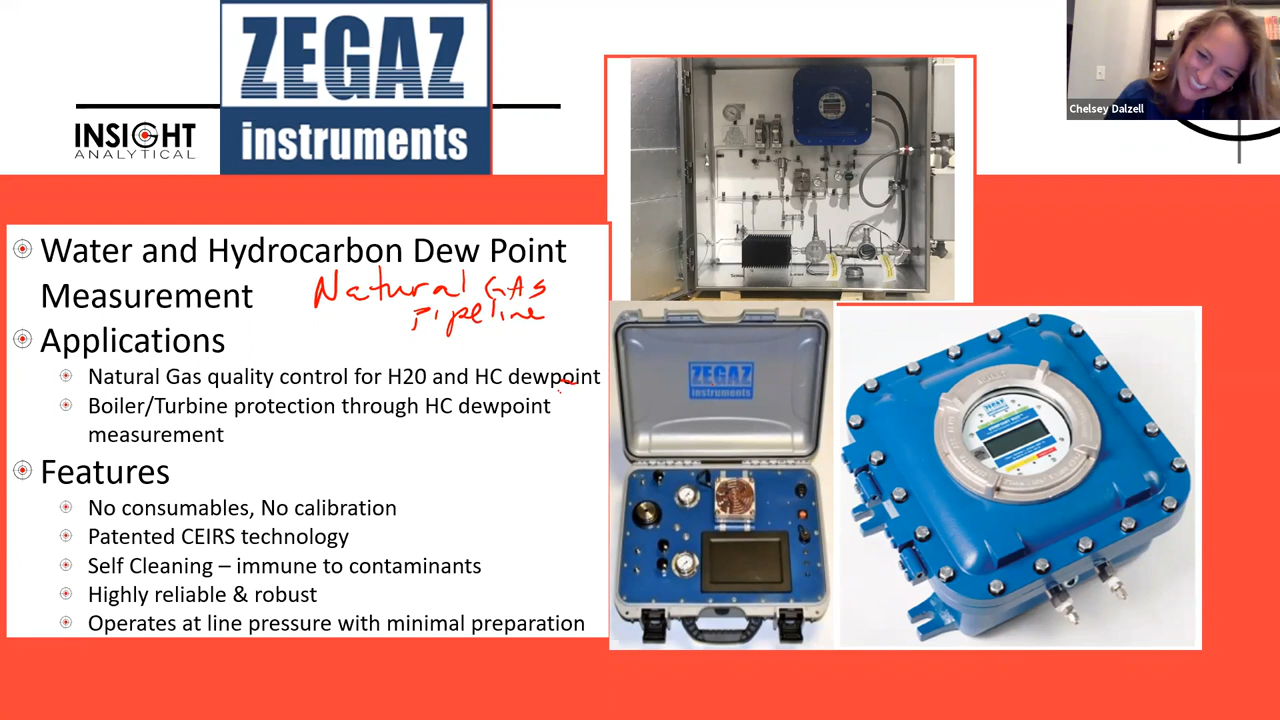 ZEGAZ
instruments
INSIGHT
ANALYTICAL
Chelsey Dalzell
Water and Hydrocarbon Dew Point
Measurement
Natural GAs
Pipeline
Applications
Natural Gas quality control for H20 and HC dewpoint
Boiler/Turbine protection through HC dewpoint
measurement
Features
No consumables, No calibration
Patented CEIRS technology
Self Cleaning – immune to contaminants
Highly reliable & robust
Operates at line pressure with minimal preparation
ZEGAZ
instruments
ZEGAZ